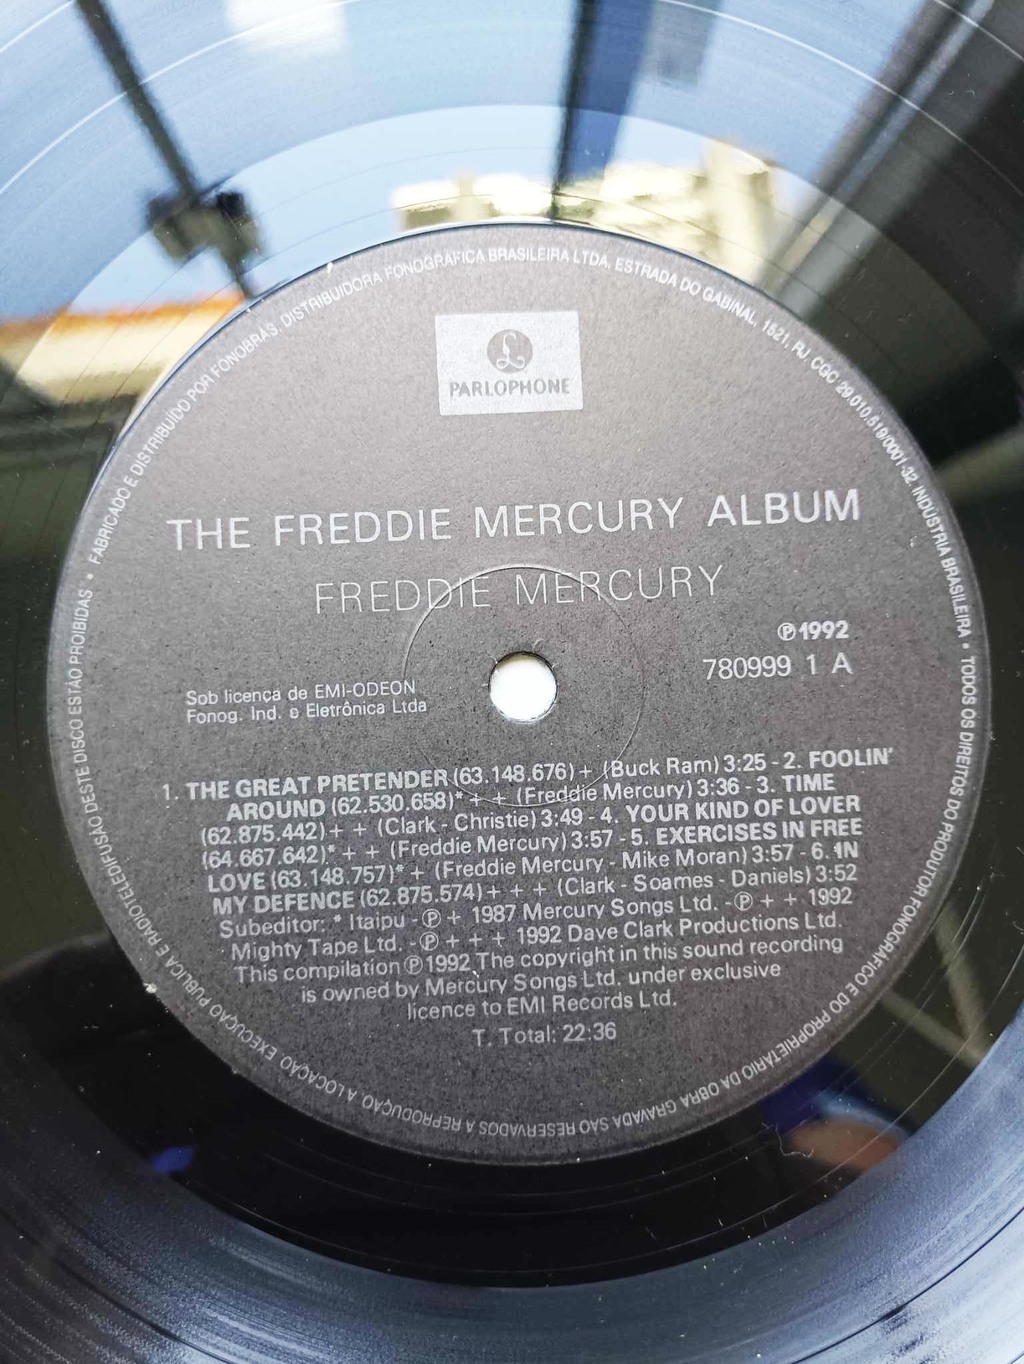 • FABRICADO E DISTRIBUÍDO POR FONOBRÁS, DISTRIBUIDORA FONOGRÁFICA BRASILEIRA LTDA, ESTRADA DO GABINAL, 1521, RJ, CGC 29.010.519/0001-32 INDÚSTRIA BRASILEIRA • TODOS OS DIREITOS DO PRODUTOR FONOGRÁFICO E DO PROPRIETÁRIO DA OBRA GRAVADA SÃO RESERVADOS A REPRODUÇÃO A LOCAÇÃO EXECUÇÃO PÚBLICA E RADIOTELEDIFUSÃO DESTE DISCO ESTÃO PROIBIDAS
£
PARLOPHONE
THE FREDDIE MERCURY ALBUM
FREDDIE MERCURY
℗1992
780999 1 A
Sob licença de EMI-ODEON
Fonog. Ind. e Eletrônica Ltda
1. THE GREAT PRETENDER (63.148.676) + (Buck Ram) 3:25 - 2. FOOLIN'
AROUND (62.530.658)* + + (Freddie Mercury) 3:36 - 3. TIME
(62.875.442) + + (Clark - Christie) 3:49 - 4. YOUR KIND OF LOVER
(64.667.642)* + + (Freddie Mercury) 3:57 - 5. EXERCISES IN FREE
LOVE (63.148.757)* + (Freddie Mercury - Mike Moran) 3:57 - 6. IN
MY DEFENCE (62.875.574) + + + (Clark - Soames - Daniels) 3:52
Subeditor: * Itaipu - ℗ + 1987 Mercury Songs Ltd. - ℗ + + 1992
Mighty Tape Ltd. - ℗ + + + 1992 Dave Clark Productions Ltd.
This compilation ℗ 1992 The copyright in this sound recording
is owned by Mercury Songs Ltd. under exclusive
licence to EMI Records Ltd.
T. Total: 22:36